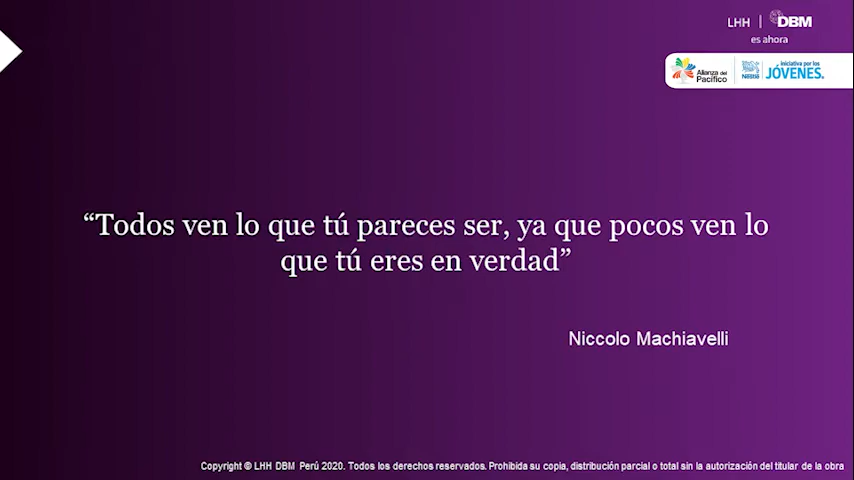 LHH | DBM
es ahora
Alianza del
Pacífico
Nestlé
iniciativa por los
JÓVENES.
“Todos ven lo que tú pareces ser, ya que pocos ven lo
que tú eres en verdad”
Niccolo Machiavelli
Copyright © LHH DBM Perú 2020. Todos los derechos reservados. Prohibida su copia, distribución parcial o total sin la autorización del titular de la obra